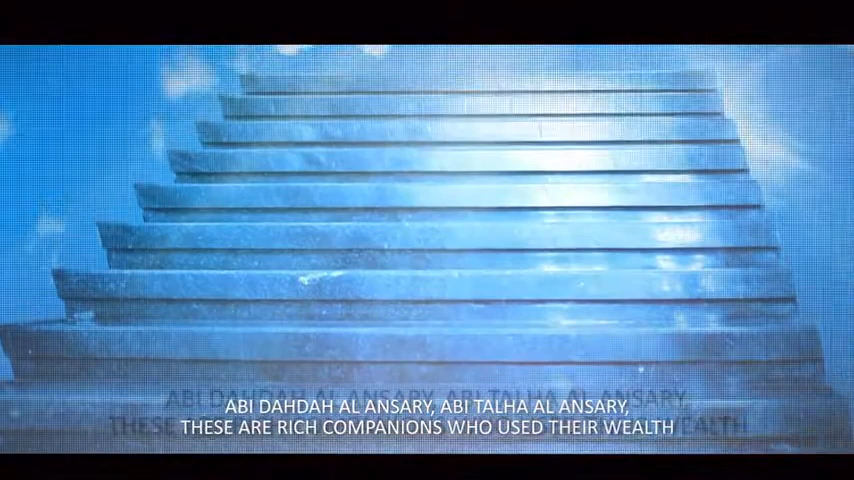 ABI DAHDAH AL ANSARY, ABI TALHA AL ANSARY,
THESE ARE RICH COMPANIONS WHO USED THEIR WEALTH